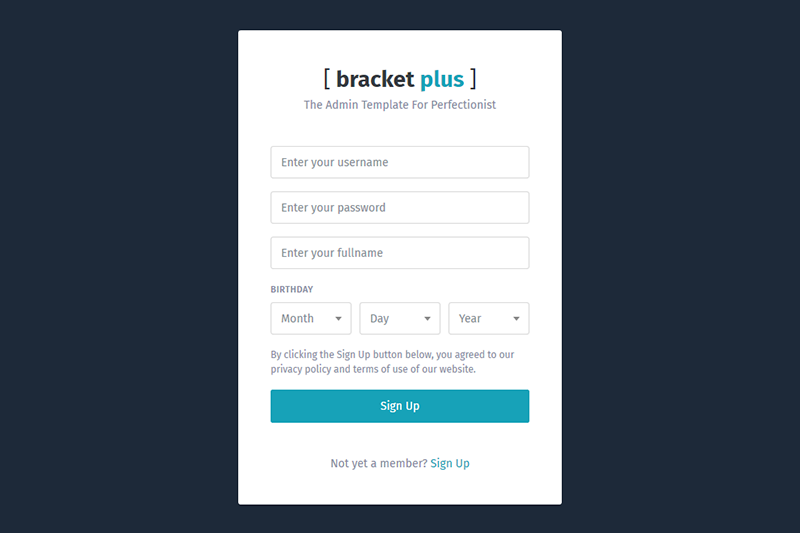 [ bracket plus ]
The Admin Template For Perfectionist
Enter your username
Enter your password
Enter your fullname
BIRTHDAY
Month Day Year
By clicking the Sign Up button below, you agreed to our
privacy policy and terms of use of our website.
Sign Up
Not yet a member? Sign Up